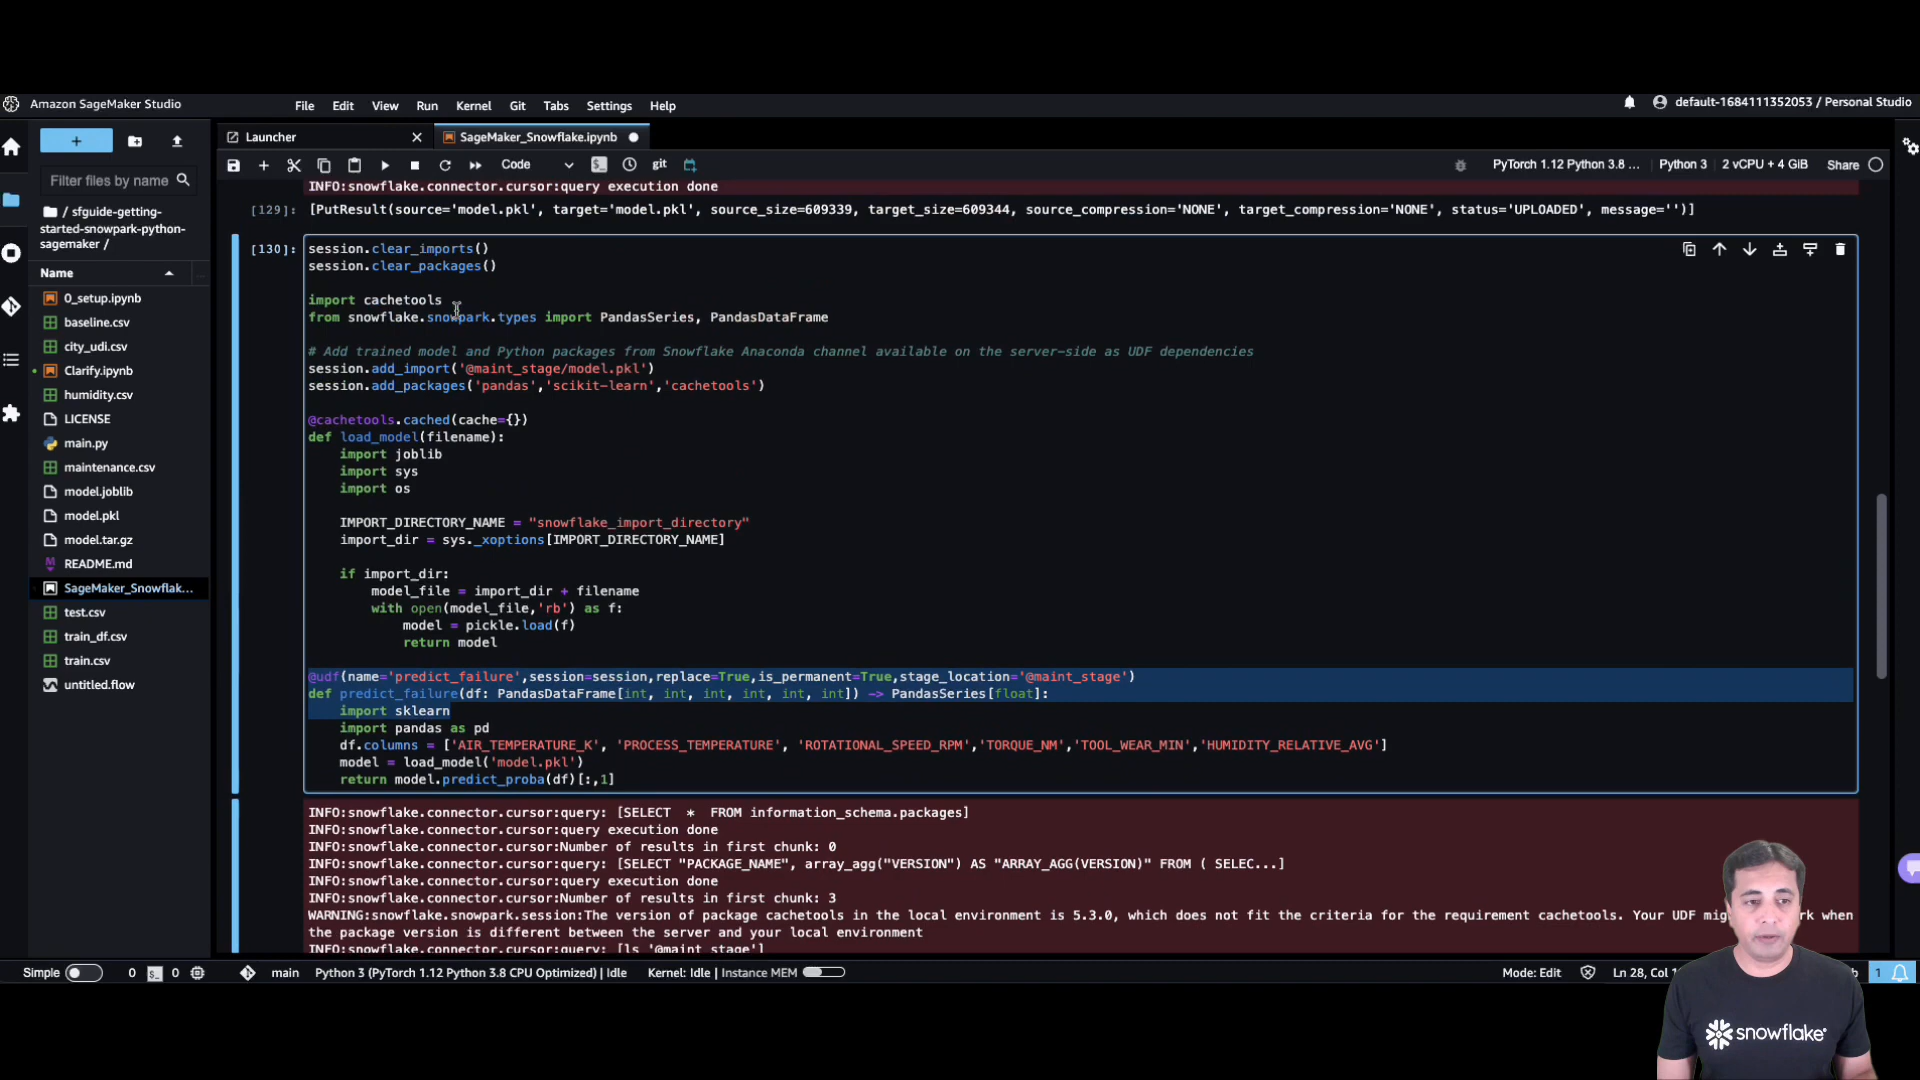 Amazon SageMaker Studio
File Edit View Run Kernel Git Tabs Settings Help
default-1684111352053 / Personal Studio
Launcher
SageMaker_Snowflake.ipynb
Code
git
PyTorch 1.12 Python 3.8 ...
Python 3
2 vCPU + 4 GiB
Share
Filter files by name
/ sfguide-getting-
started-snowpark-python-
sagemaker /
Name
0_setup.ipynb
baseline.csv
city_udi.csv
Clarify.ipynb
humidity.csv
LICENSE
main.py
maintenance.csv
model.joblib
model.pkl
model.tar.gz
README.md
SageMaker_Snowflak...
test.csv
train_df.csv
train.csv
untitled.flow
INFO:snowflake.connector.cursor:query execution done
[129]: [PutResult(source='model.pkl', target='model.pkl', source_size=609339, target_size=609344, source_compression='NONE', target_compression='NONE', status='UPLOADED', message='')]
[130]: session.clear_imports()
session.clear_packages()
import cachetools
from snowflake.snowpark.types import PandasSeries, PandasDataFrame
# Add trained model and Python packages from Snowflake Anaconda channel available on the server-side as UDF dependencies
session.add_import('@maint_stage/model.pkl')
session.add_packages('pandas','scikit-learn','cachetools')
@cachetools.cached(cache={})
def load_model(filename):
import joblib
import sys
import os
IMPORT_DIRECTORY_NAME = "snowflake_import_directory"
import_dir = sys._xoptions[IMPORT_DIRECTORY_NAME]
if import_dir:
model_file = import_dir + filename
with open(model_file,'rb') as f:
model = pickle.load(f)
return model
@udf(name='predict_failure',session=session,replace=True,is_permanent=True,stage_location='@maint_stage')
def predict_failure(df: PandasDataFrame[int, int, int, int, int, int]) -> PandasSeries[float]:
import sklearn
import pandas as pd
df.columns = ['AIR_TEMPERATURE_K', 'PROCESS_TEMPERATURE', 'ROTATIONAL_SPEED_RPM','TORQUE_NM','TOOL_WEAR_MIN','HUMIDITY_RELATIVE_AVG']
model = load_model('model.pkl')
return model.predict_proba(df)[:,1]
INFO:snowflake.connector.cursor:query: [SELECT * FROM information_schema.packages]
INFO:snowflake.connector.cursor:query execution done
INFO:snowflake.connector.cursor:Number of results in first chunk: 0
INFO:snowflake.connector.cursor:query: [SELECT "PACKAGE_NAME", array_agg("VERSION") AS "ARRAY_AGG(VERSION)" FROM ( SELEC...]
INFO:snowflake.connector.cursor:query execution done
INFO:snowflake.connector.cursor:Number of results in first chunk: 3
WARNING:snowflake.snowpark.session:The version of package cachetools in the local environment is 5.3.0, which does not fit the criteria for the requirement cachetools. Your UDF when
the package version is different between the server and your local environment
INFO:snowflake.connector.cursor:query: [ls '@maint_stage']
Simple 0 0 main Python 3 (PyTorch 1.12 Python 3.8 CPU Optimized) | Idle Kernel: Idle | Instance MEM Mode: Edit Ln 28, Col 1
snowflake